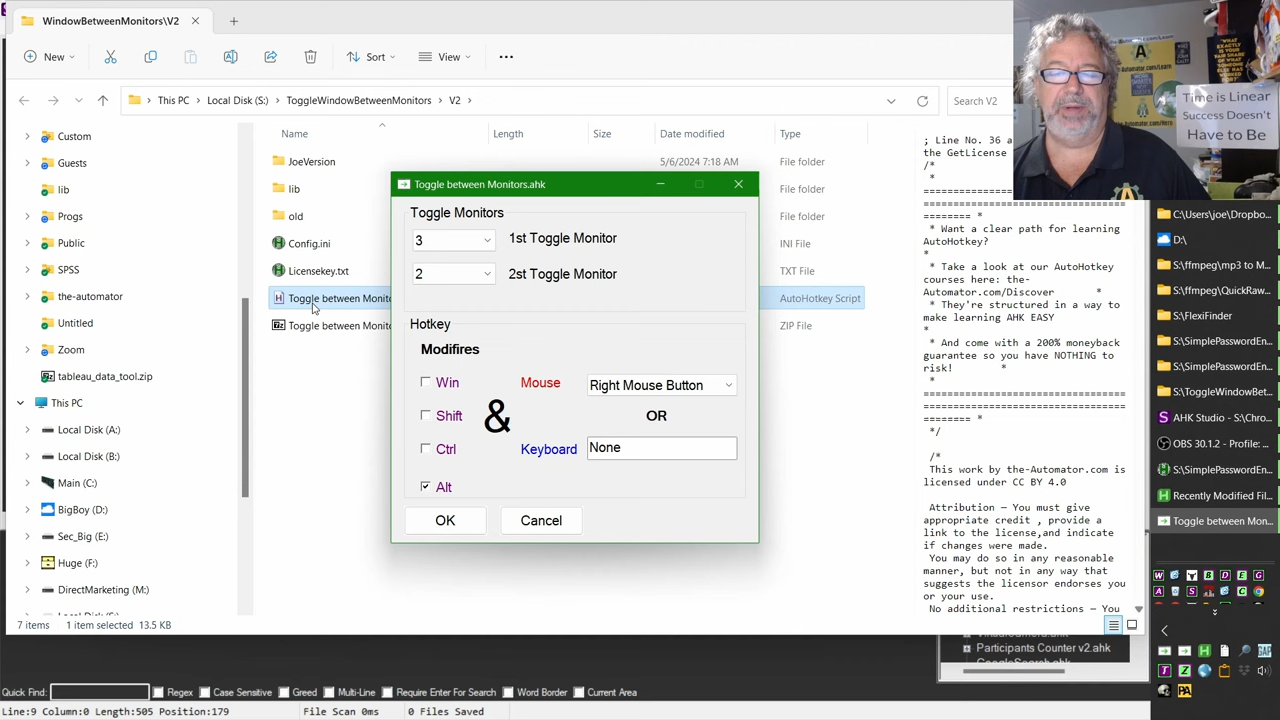 WindowBetweenMonitors\V2
New
Sort
View
This PC > Local Disk (S:) > ToggleWindowBetweenMonitors > V2 >
Search V2
Name
Length
Size
Date modified
Type
Custom
Guests
lib
Progs
Public
SPSS
the-automator
Untitled
Zoom
tableau_data_tool.zip
This PC
Local Disk (A:)
Local Disk (B:)
Main (C:)
BigBoy (D:)
Sec_Big (E:)
Huge (F:)
DirectMarketing (M:)
JoeVersion
5/6/2024 7:18 AM
File folder
lib
File folder
old
File folder
Config.ini
INI File
Licensekey.txt
TXT File
Toggle between Monito
AutoHotkey Script
Toggle between Monito
ZIP File
Toggle between Monitors.ahk
Toggle Monitors
3
1st Toggle Monitor
2
2st Toggle Monitor
Hotkey
Modifires
Win
Shift
Ctrl
Alt
&
Mouse
Right Mouse Button
OR
Keyboard
None
OK
Cancel
; Line No. 36 a
the GetLicense
/*
*
===================================
===================================
======== *
* Want a clear path for learning
AutoHotkey?
*
* Take a look at our AutoHotkey
courses here: the-
Automator.com/Discover *
* They're structured in a way to
make learning AHK EASY
*
* And come with a 200% moneyback
guarantee so you have NOTHING to
risk! *
*
===================================
===================================
======== *
*/
/*
This work by the-Automator.com is
licensed under CC BY 4.0
Attribution — You must give
appropriate credit , provide a
link to the license,and indicate
if changes were made.
You may do so in any reasonable
manner, but not in any way that
suggests the licensor endorses you
or your use.
No additional restrictions — You
Time is Linear
Success Doesn't
Have to Be
C:\Users\joe\Dropbo...
D:\
S:\ffmpeg\mp3 to M...
S:\ffmpeg\QuickRaw...
S:\FlexiFinder
S:\SimplePasswordEn...
S:\SimplePasswordEn...
S:\ToggleWindowBet...
AHK Studio - S:\Chro...
OBS 30.1.2 - Profile: ...
S:\SimplePasswordEn...
Recently Modified Fil...
Toggle between Mon...
7 items
1 item selected 13.5 KB
Participants Counter v2.ahk
Quick Find:
Regex
Case Sensitive
Greed
Multi-Line
Require Enter For Search
Word Border
Current Area
Line:9 Column:0 Length:505 Position:179
File Scan 0ms
0 Files Saved